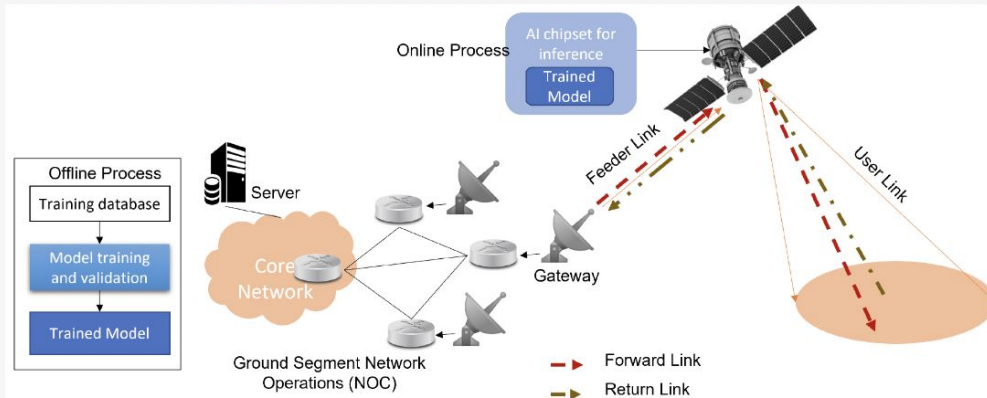 Online Process
AI chipset for
inference
Trained
Model
Feeder Link
User Link
Offline Process
Training database
Model training
and validation
Trained Model
Server
Core
Network
Gateway
Ground Segment Network
Operations (NOC)
Forward Link
Return Link